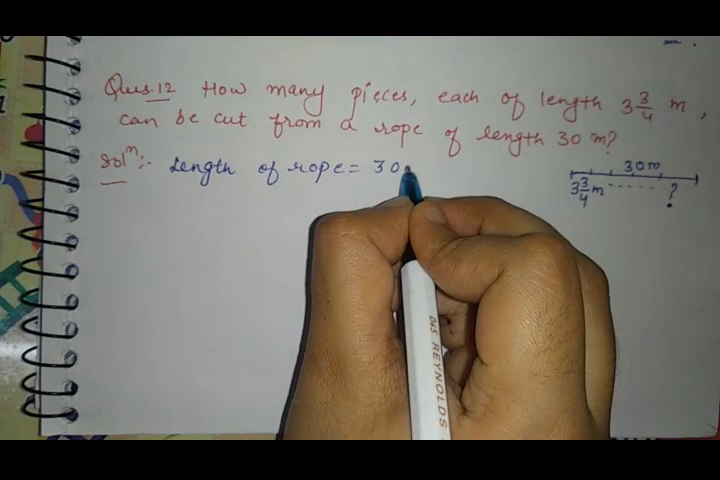 Ques.12 How many pieces, each of length 3 3/4 m,
can be cut from a rope of length 30 m?
Solⁿ:- Length of rope = 30
30m
3 3/4 m ------ ?
045 REYNOLDS